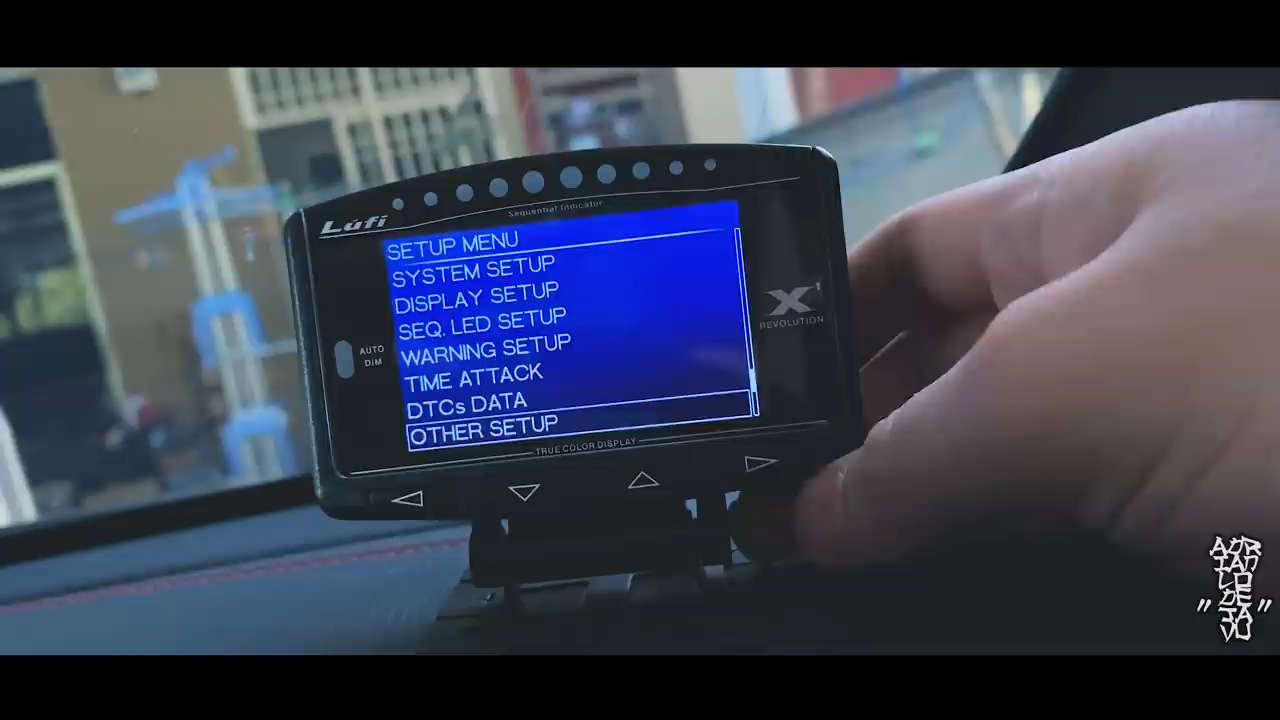 Lufi
Sequential Indicator
SETUP MENU
SYSTEM SETUP
DISPLAY SETUP
SEQ. LED SETUP
WARNING SETUP
TIME ATTACK
DTCs DATA
OTHER SETUP
AUTO
DIM
X1
REVOLUTION
TRUE COLOR DISPLAY